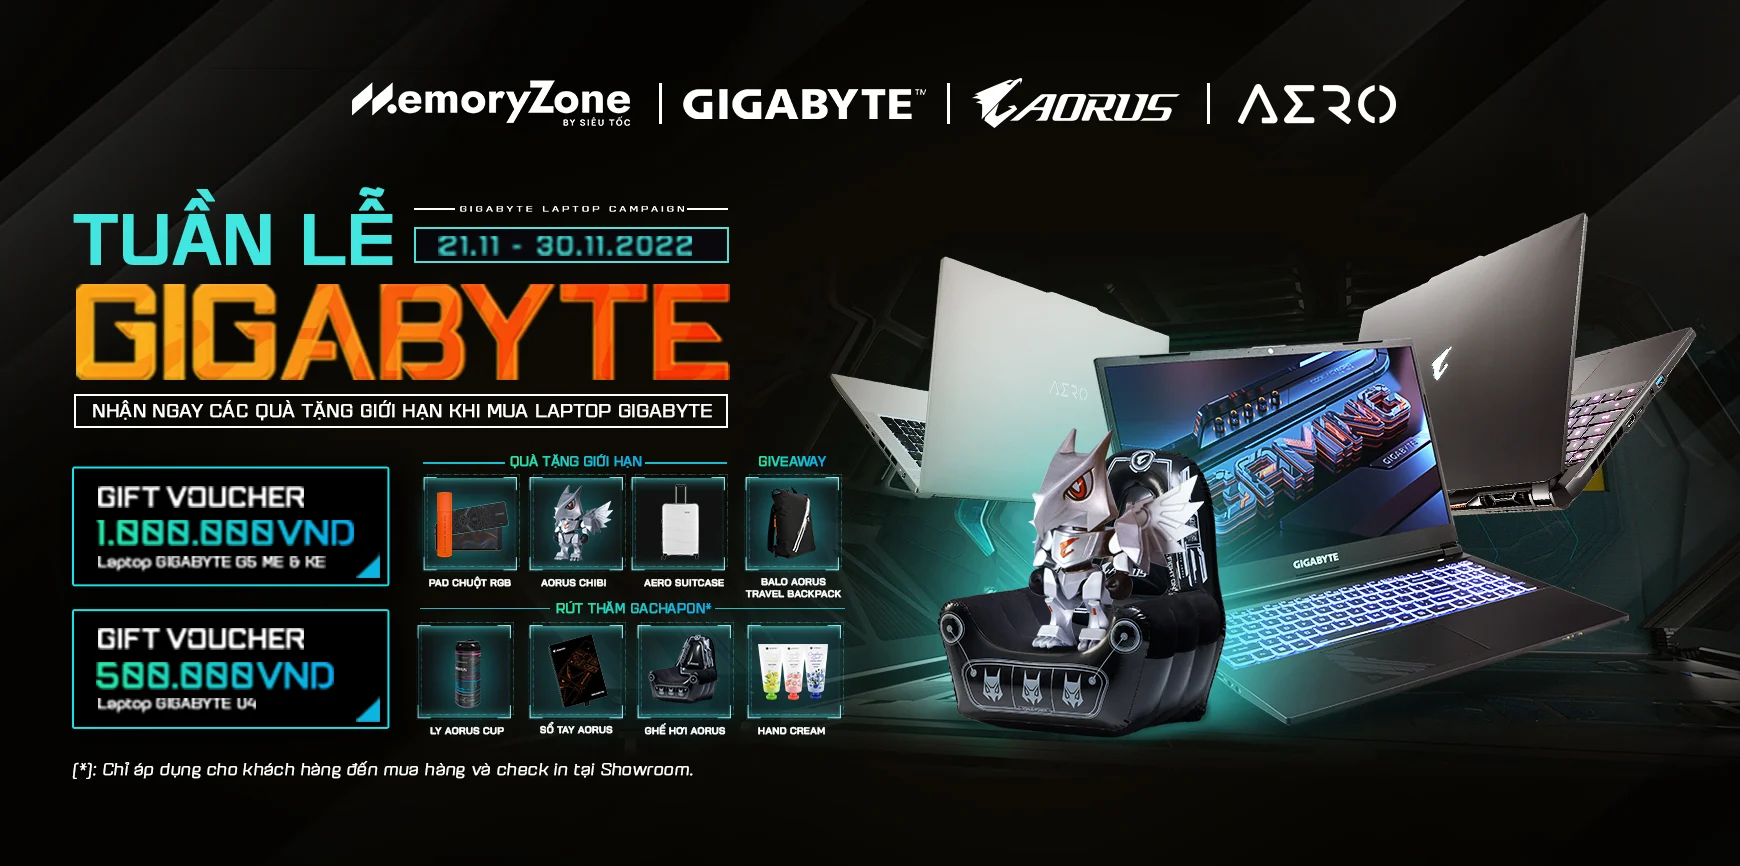 MemoryZone
BY SIÊU TỐC
GIGABYTE™
AORUS
AERO
TUẦN LỄ
GIGABYTE LAPTOP CAMPAIGN
21.11 - 30.11.2022
GIGABYTE
NHẬN NGAY CÁC QUÀ TẶNG GIỚI HẠN KHI MUA LAPTOP GIGABYTE
GIFT VOUCHER
1.000.000VND
Laptop GIGABYTE G5 ME & KE
GIFT VOUCHER
500.000VND
Laptop GIGABYTE U4
QUÀ TẶNG GIỚI HẠN
GIVEAWAY
PAD CHUỘT RGB
AORUS CHIBI
AERO SUITCASE
BALO AORUS
TRAVEL BACKPACK
RÚT THĂM GACHAPON*
LY AORUS CUP
SỔ TAY AORUS
GHẾ HƠI AORUS
HAND CREAM
(*): Chỉ áp dụng cho khách hàng đến mua hàng và check in tại Showroom.
AERO
GAMING
GIGABYTE
GIGABYTE